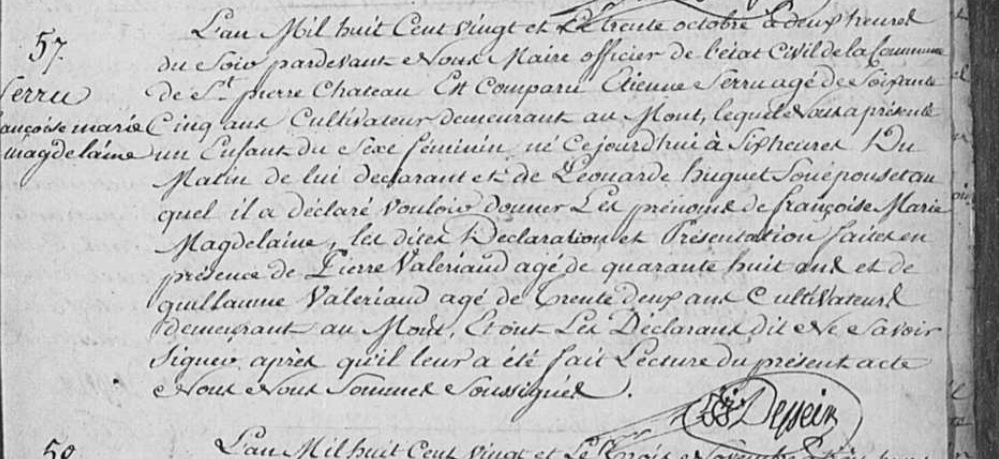 57.
Serru
françoise marie
magdelaine
L'an Mil huit Cent vingt et Le trente octobre à deux heures
du Soir pardevant Nous Maire officier de l'état Civil de la Commune
de St pierre Chateau Est Comparu Etienne Serru agé de Soixante
Cinq ans Cultivateur demeurant au Mont, lequel Nous a présenté
un Enfant du Sexe féminin né Cejourd'hui à Six heures Du
Matin de lui declarant et de Léonarde huguet Son épouse et au
quel il a déclaré vouloir donner Les prénoms de françoise Marie
Magdelaine, les dites Déclaration et Présentation faites en
présence de Pierre Valeriaud agé de quarante huit ans et de
guillaume Valeriaud agé de Trente deux ans Cultivateurs
demeurant au Mont, Et ont Les Déclarans dit Ne Savoir
Signer après qu'il leur a été fait Lecture du présent acte
Nous Nous Sommes Soussignés.
Dessein
58
L'an Mil huit Cent vingt et Le Trois Novembre